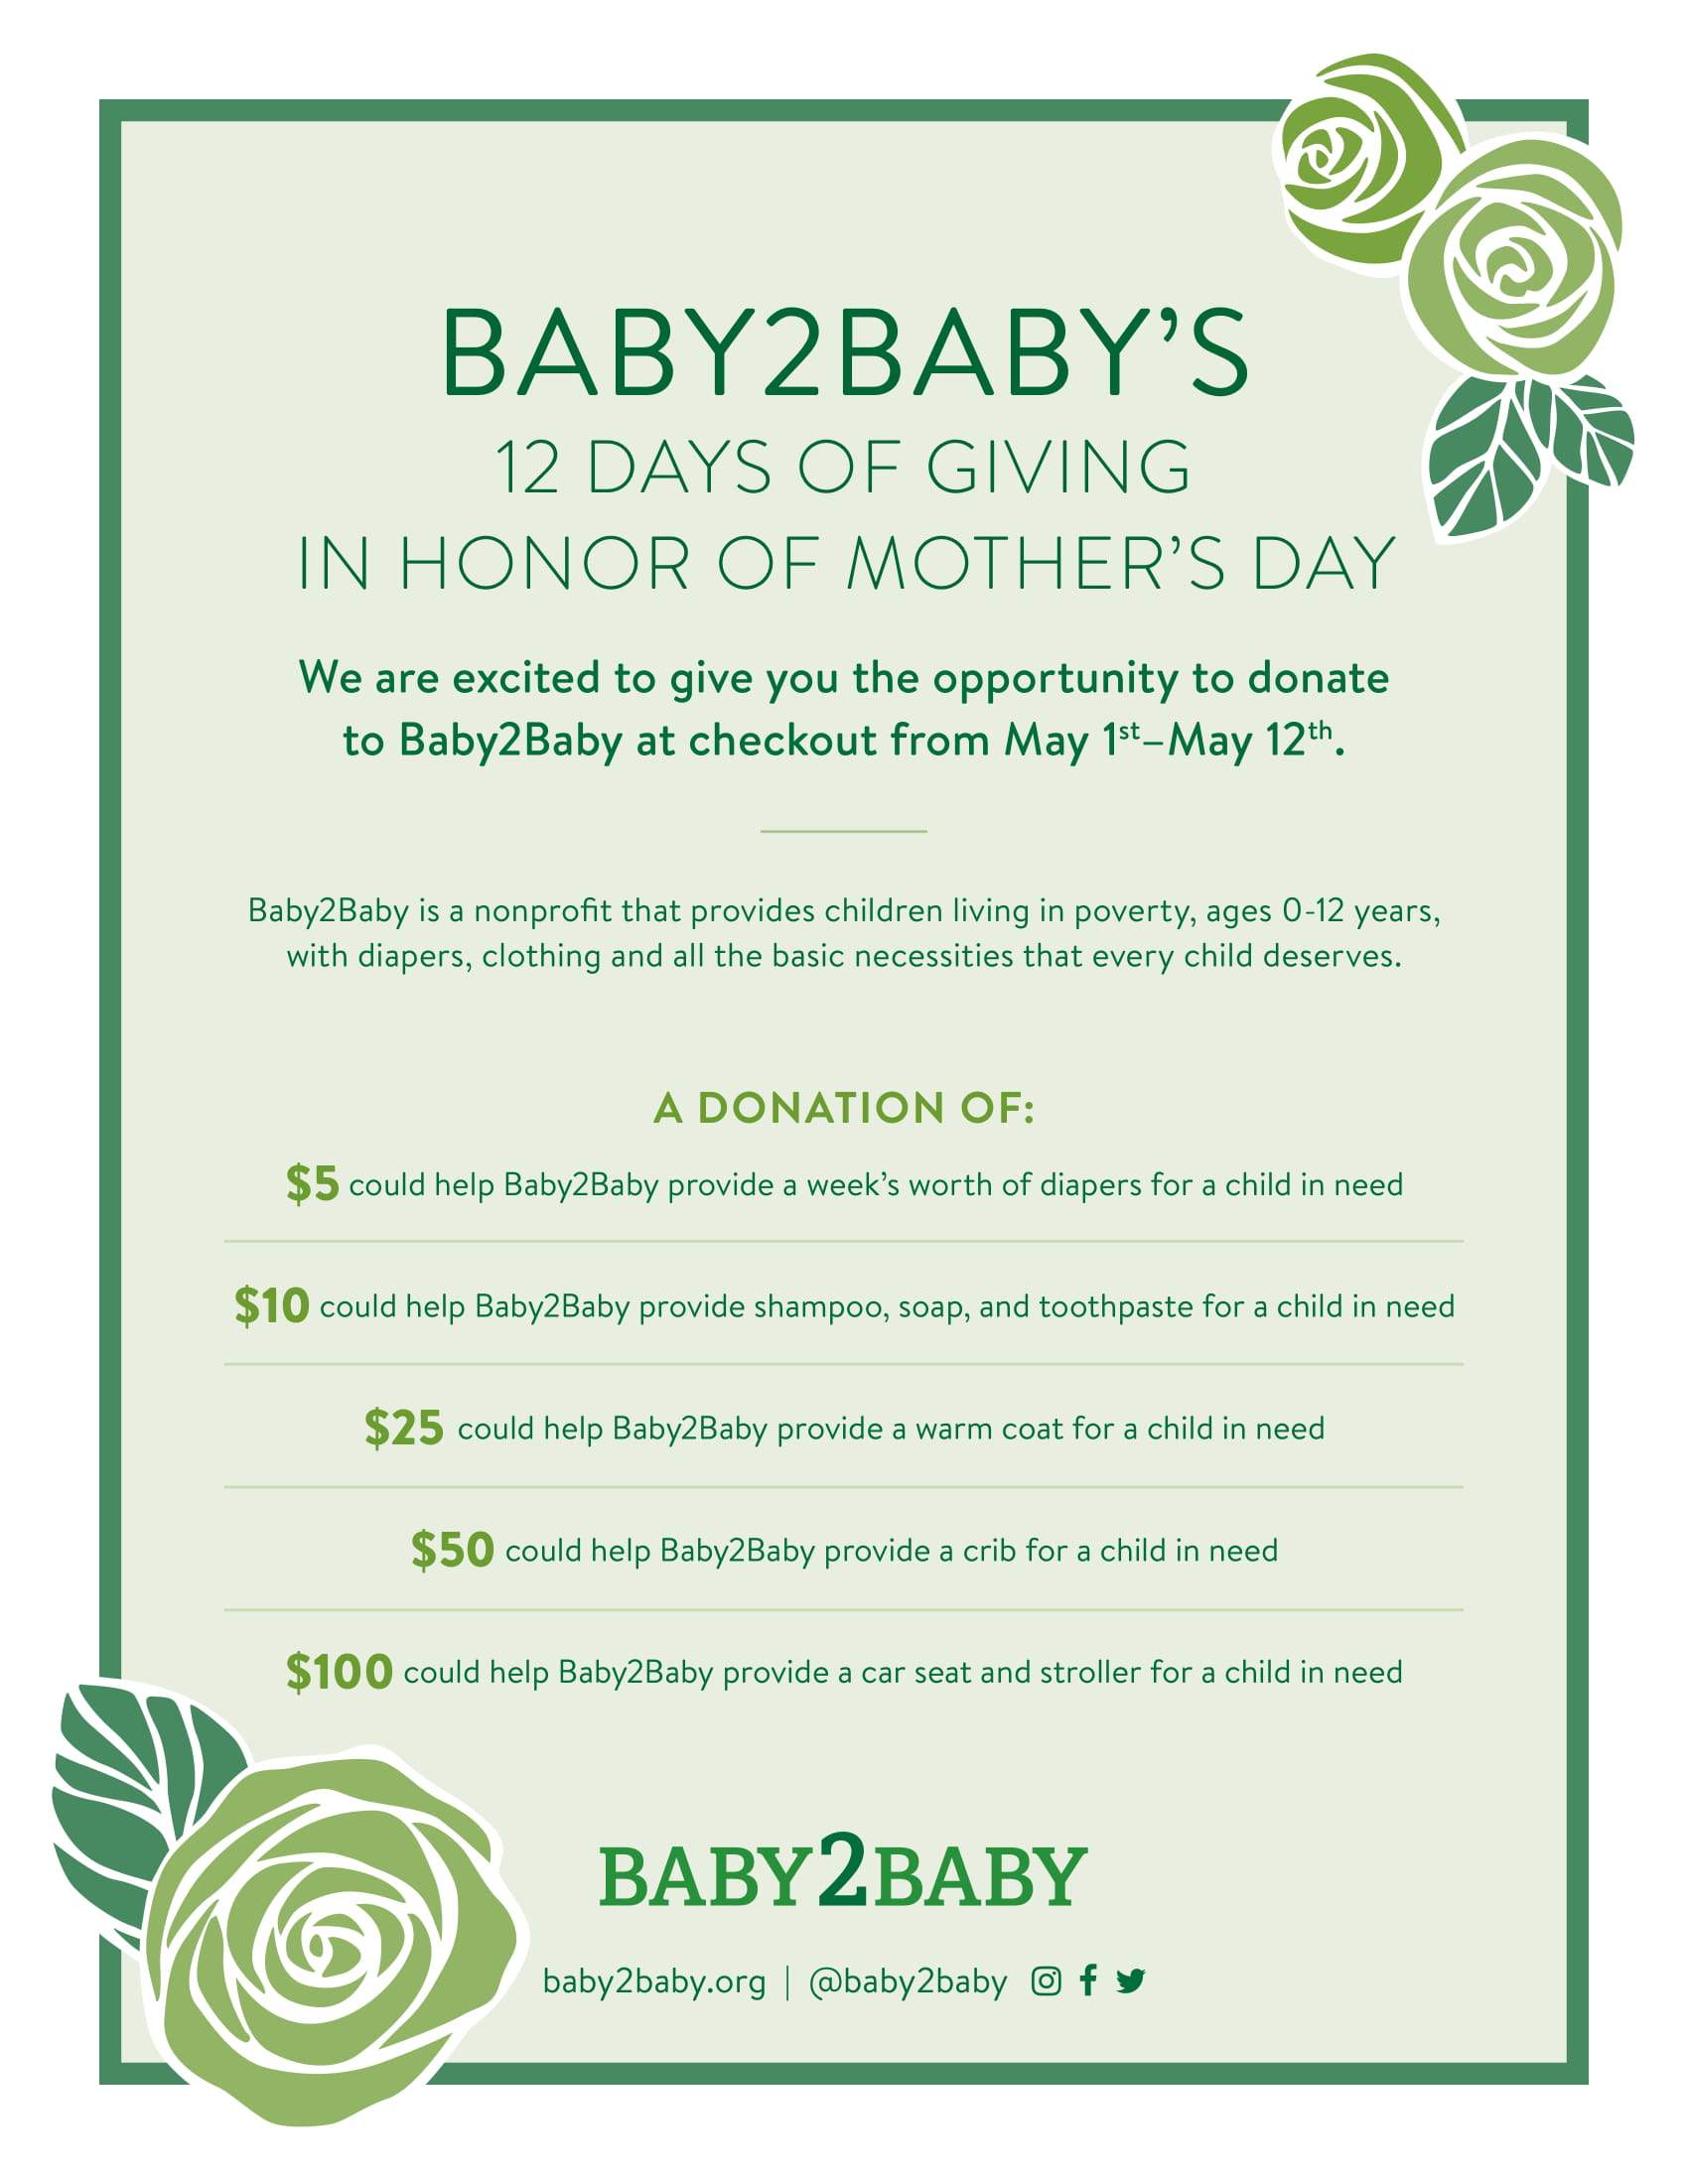 BABY2BABY’S
12 DAYS OF GIVING
IN HONOR OF MOTHER’S DAY
We are excited to give you the opportunity to donate
to Baby2Baby at checkout from May 1st–May 12th.
Baby2Baby is a nonprofit that provides children living in poverty, ages 0-12 years,
with diapers, clothing and all the basic necessities that every child deserves.
A DONATION OF:
$5 could help Baby2Baby provide a week’s worth of diapers for a child in need
$10 could help Baby2Baby provide shampoo, soap, and toothpaste for a child in need
$25 could help Baby2Baby provide a warm coat for a child in need
$50 could help Baby2Baby provide a crib for a child in need
$100 could help Baby2Baby provide a car seat and stroller for a child in need
BABY2BABY
baby2baby.org | @baby2baby